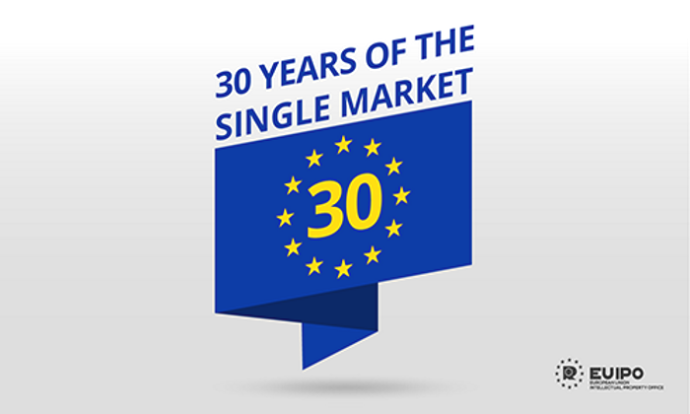 30 YEARS OF THE
SINGLE MARKET
30
EUIPO
EUROPEAN UNION
INTELLECTUAL PROPERTY OFFICE